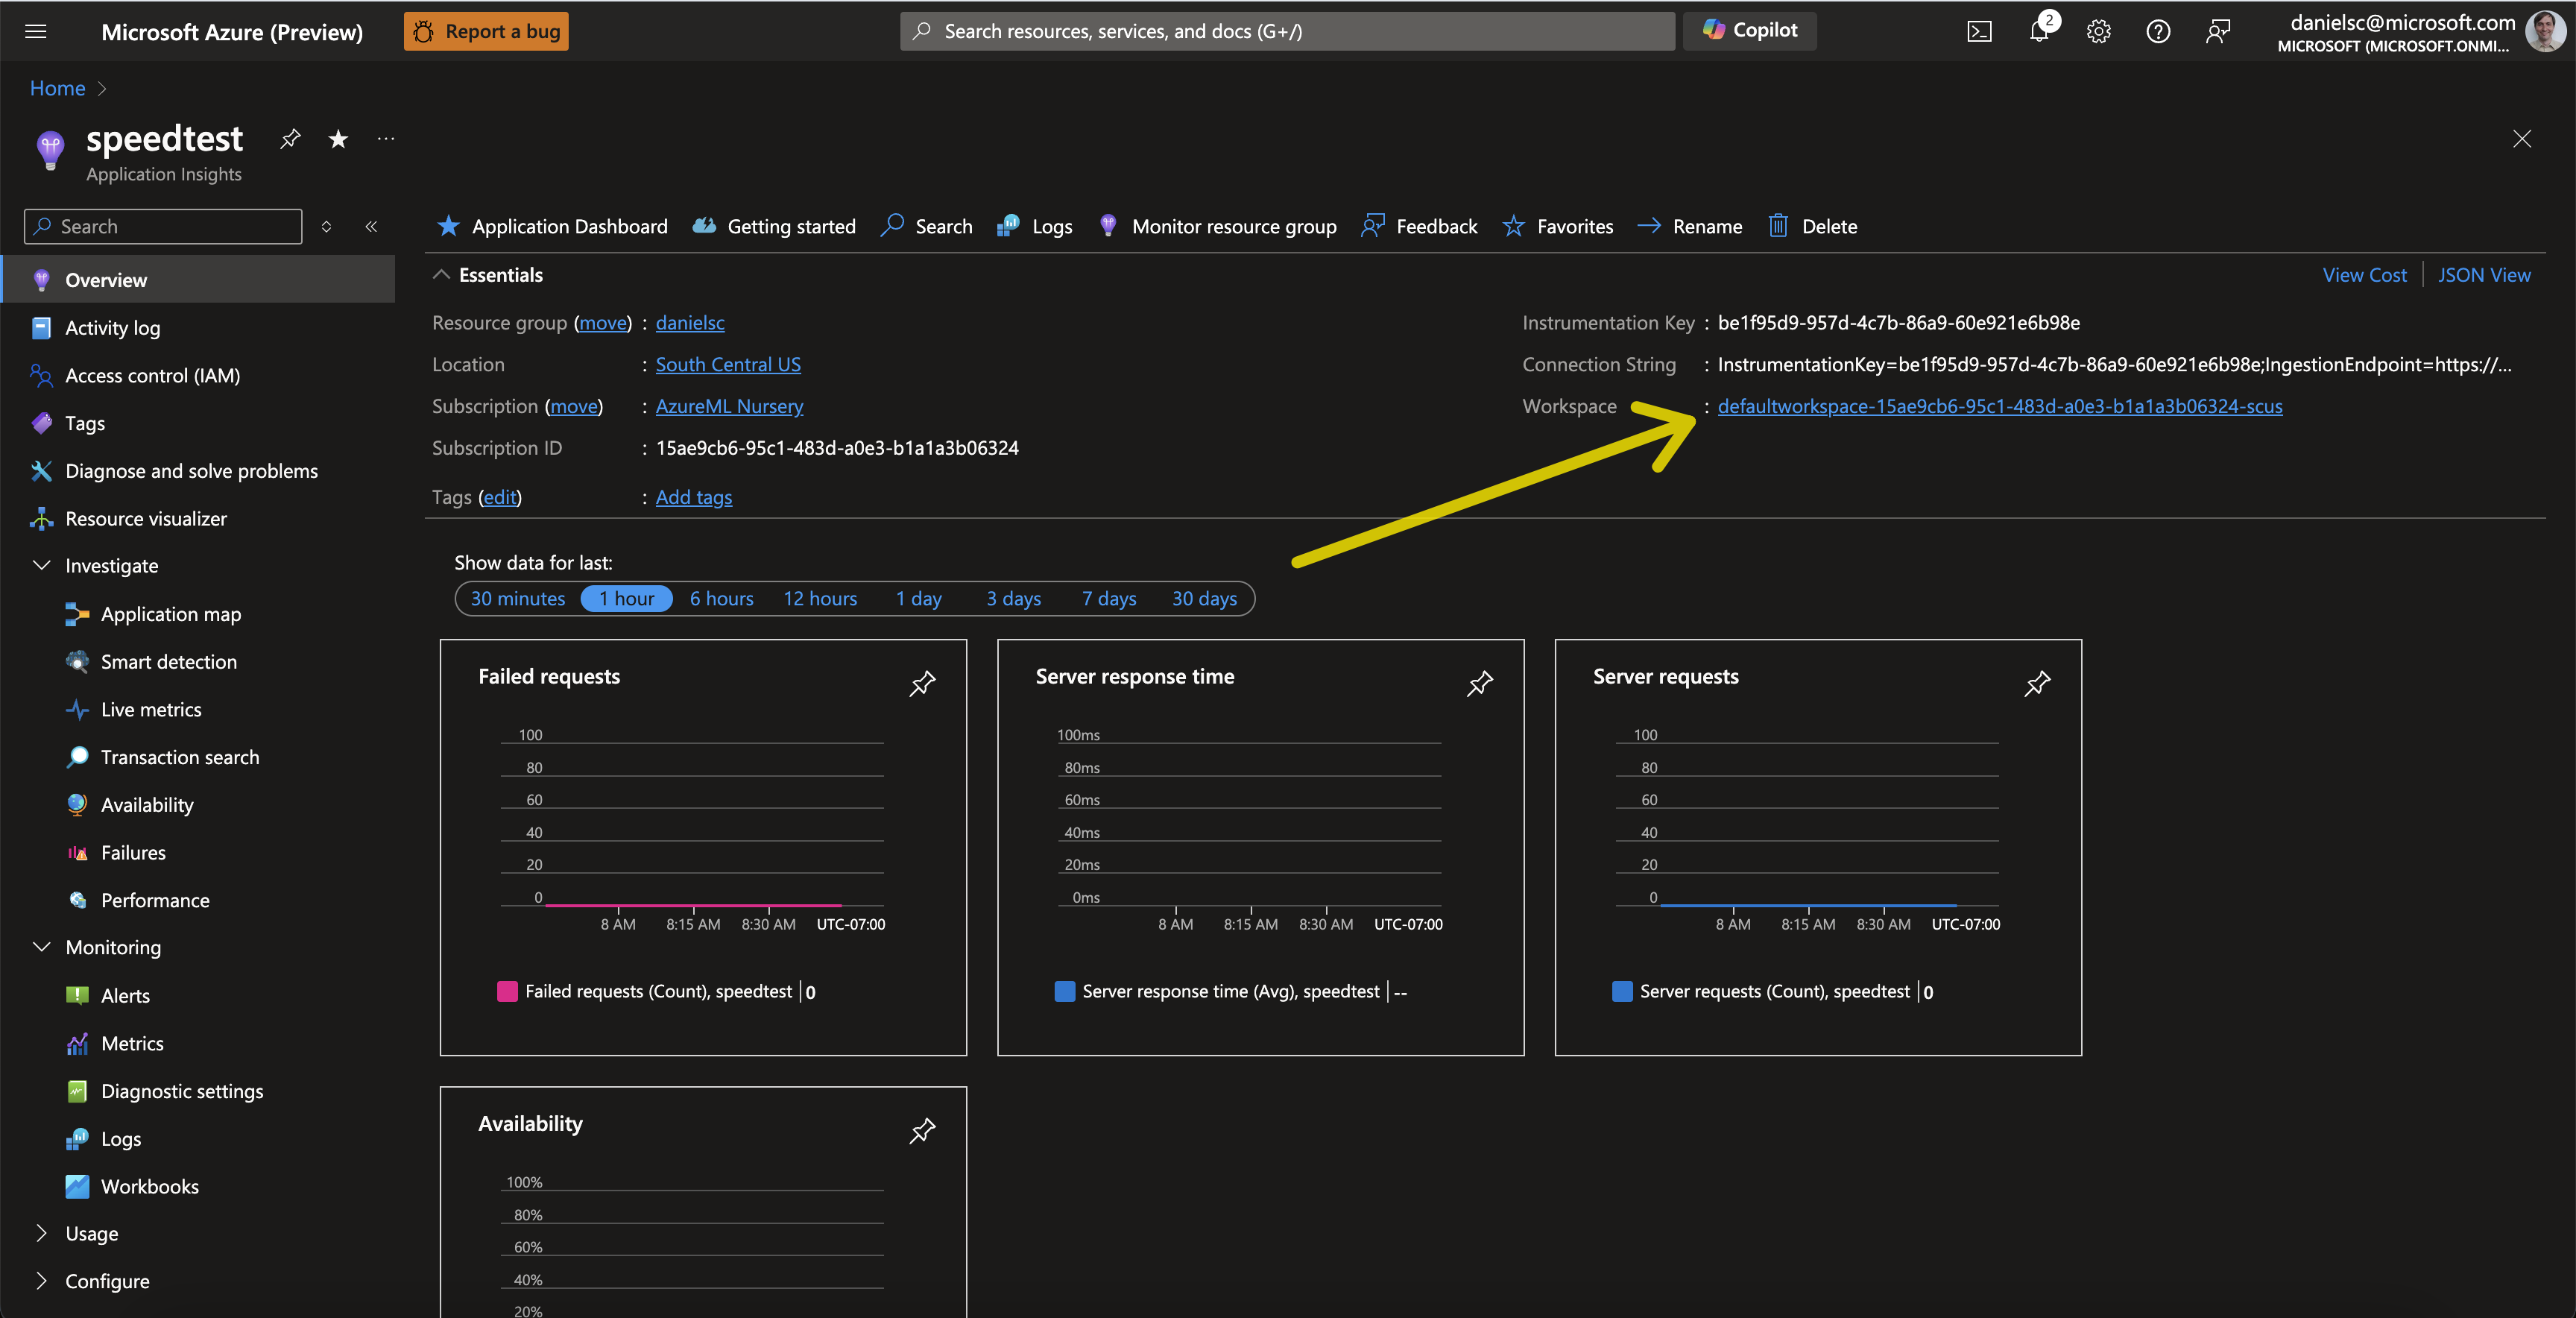 Microsoft Azure (Preview)
Report a bug
Search resources, services, and docs (G+/)
Copilot
2
danielsc@microsoft.com
MICROSOFT (MICROSOFT.ONMI...
Home
speedtest
...
Application Insights
Search
Application Dashboard
Getting started
Search
Logs
Monitor resource group
Feedback
Favorites
Rename
Delete
Overview
Activity log
Access control (IAM)
Tags
Diagnose and solve problems
Resource visualizer
Investigate
Application map
Smart detection
Live metrics
Transaction search
Availability
Failures
Performance
Monitoring
Alerts
Metrics
Diagnostic settings
Logs
Workbooks
Usage
Configure
Essentials
View Cost
JSON View
Resource group (move) : danielsc
Location : South Central US
Subscription (move) : AzureML Nursery
Subscription ID : 15ae9cb6-95c1-483d-a0e3-b1a1a3b06324
Tags (edit) : Add tags
Instrumentation Key : be1f95d9-957d-4c7b-86a9-60e921e6b98e
Connection String : InstrumentationKey=be1f95d9-957d-4c7b-86a9-60e921e6b98e;IngestionEndpoint=https://...
Workspace : defaultworkspace-15ae9cb6-95c1-483d-a0e3-b1a1a3b06324-scus
Show data for last:
30 minutes 1 hour 6 hours 12 hours 1 day 3 days 7 days 30 days
Failed requests
100
80
60
40
20
0
8 AM 8:15 AM 8:30 AM UTC-07:00
Failed requests (Count), speedtest | 0
Server response time
100ms
80ms
60ms
40ms
20ms
0ms
8 AM 8:15 AM 8:30 AM UTC-07:00
Server response time (Avg), speedtest | --
Server requests
100
80
60
40
20
0
8 AM 8:15 AM 8:30 AM UTC-07:00
Server requests (Count), speedtest | 0
Availability
100%
80%
60%
40%
20%